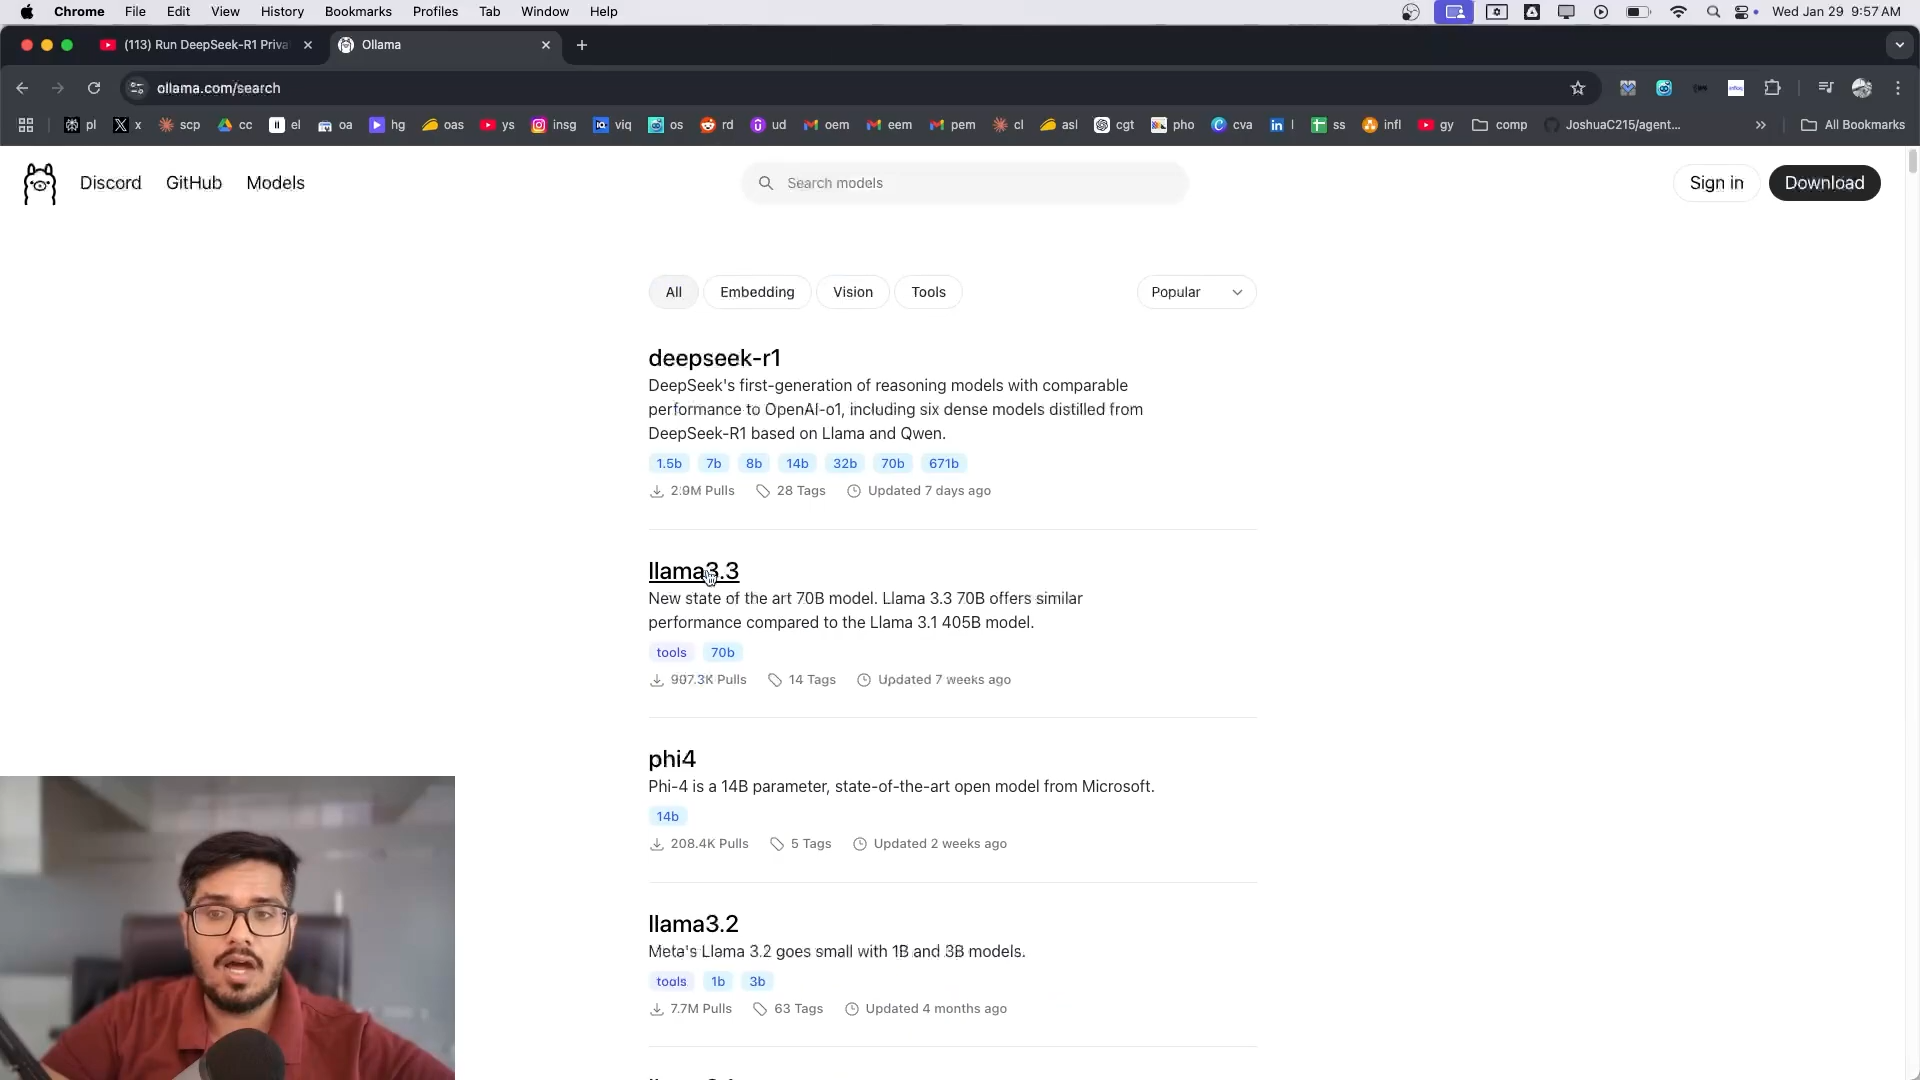 Chrome File Edit View History Bookmarks Profiles Tab Window Help Wed Jan 29 9:57 AM
(113) Run DeepSeek-R1 Priva Ollama
ollama.com/search
pl x scp cc el oa hg oas ys insg viq os rd ud oem eem pem cl asl cgt pho cva l ss infl gy comp JoshuaC215/agent... All Bookmarks
Discord GitHub Models Search models Sign in Download
All Embedding Vision Tools Popular
deepseek-r1
DeepSeek's first-generation of reasoning models with comparable
performance to OpenAI-o1, including six dense models distilled from
DeepSeek-R1 based on Llama and Qwen.
1.5b 7b 8b 14b 32b 70b 671b
2.9M Pulls 28 Tags Updated 7 days ago
llama3.3
New state of the art 70B model. Llama 3.3 70B offers similar
performance compared to the Llama 3.1 405B model.
tools 70b
907.3K Pulls 14 Tags Updated 7 weeks ago
phi4
Phi-4 is a 14B parameter, state-of-the-art open model from Microsoft.
14b
208.4K Pulls 5 Tags Updated 2 weeks ago
llama3.2
Meta's Llama 3.2 goes small with 1B and 3B models.
tools 1b 3b
7.7M Pulls 63 Tags Updated 4 months ago